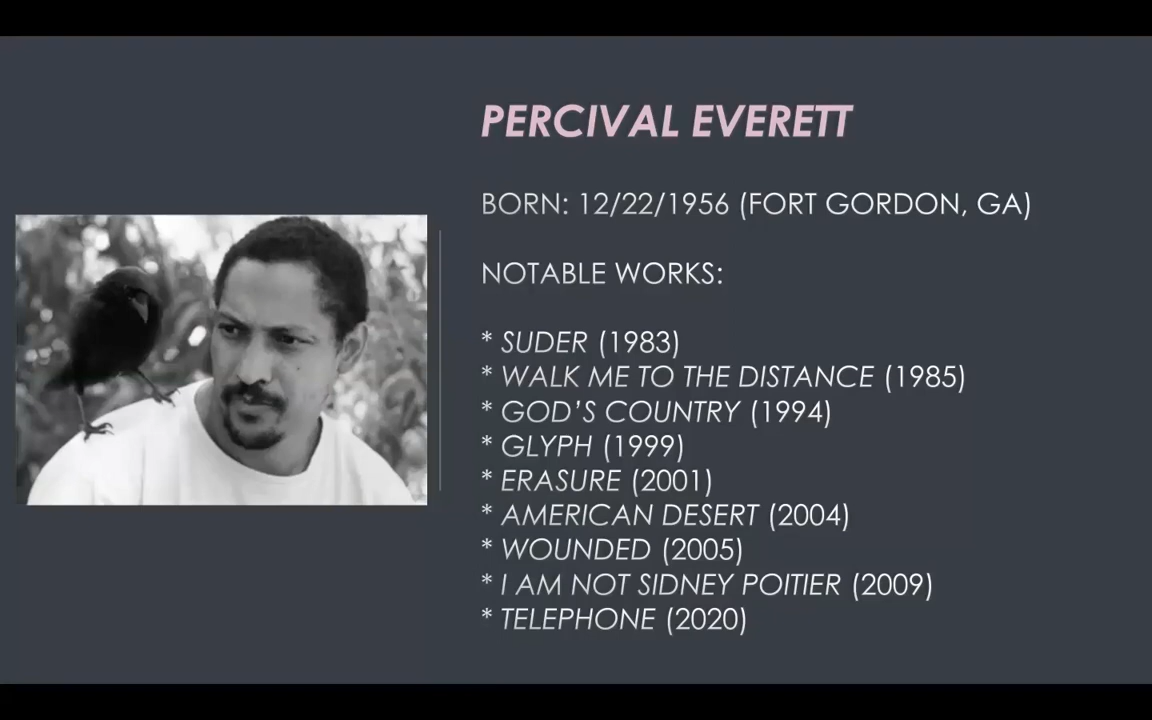 PERCIVAL EVERETT
BORN: 12/22/1956 (FORT GORDON, GA)
NOTABLE WORKS:
* SUDER (1983)
* WALK ME TO THE DISTANCE (1985)
* GOD’S COUNTRY (1994)
* GLYPH (1999)
* ERASURE (2001)
* AMERICAN DESERT (2004)
* WOUNDED (2005)
* I AM NOT SIDNEY POITIER (2009)
* TELEPHONE (2020)